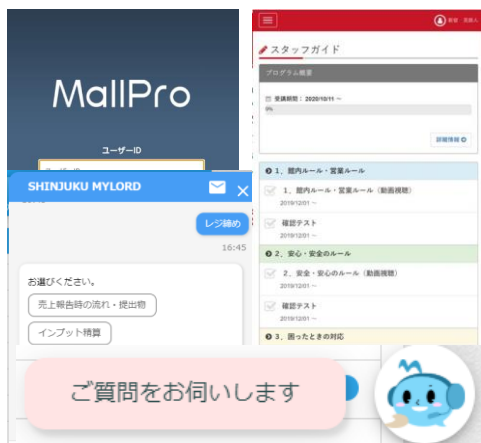 MallPro
ユーザーID
SHINJUKU MYLORD
レジ締め
16:45
お選びください。
売上報告時の流れ・提出物
インプット精算
ご質問をお伺いします
スタッフガイド
プログラム概要
受講期間：2020/10/11 ～
0%
詳細情報
1、館内ルール・営業ルール
1、館内ルール・営業ルール（動画視聴）
2019/12/01 ～
確認テスト
2019/12/01 ～
2、安心・安全のルール
2、安全・安心のルール（動画視聴）
2019/12/01 ～
確認テスト
2019/12/01 ～
3、困ったときの対応